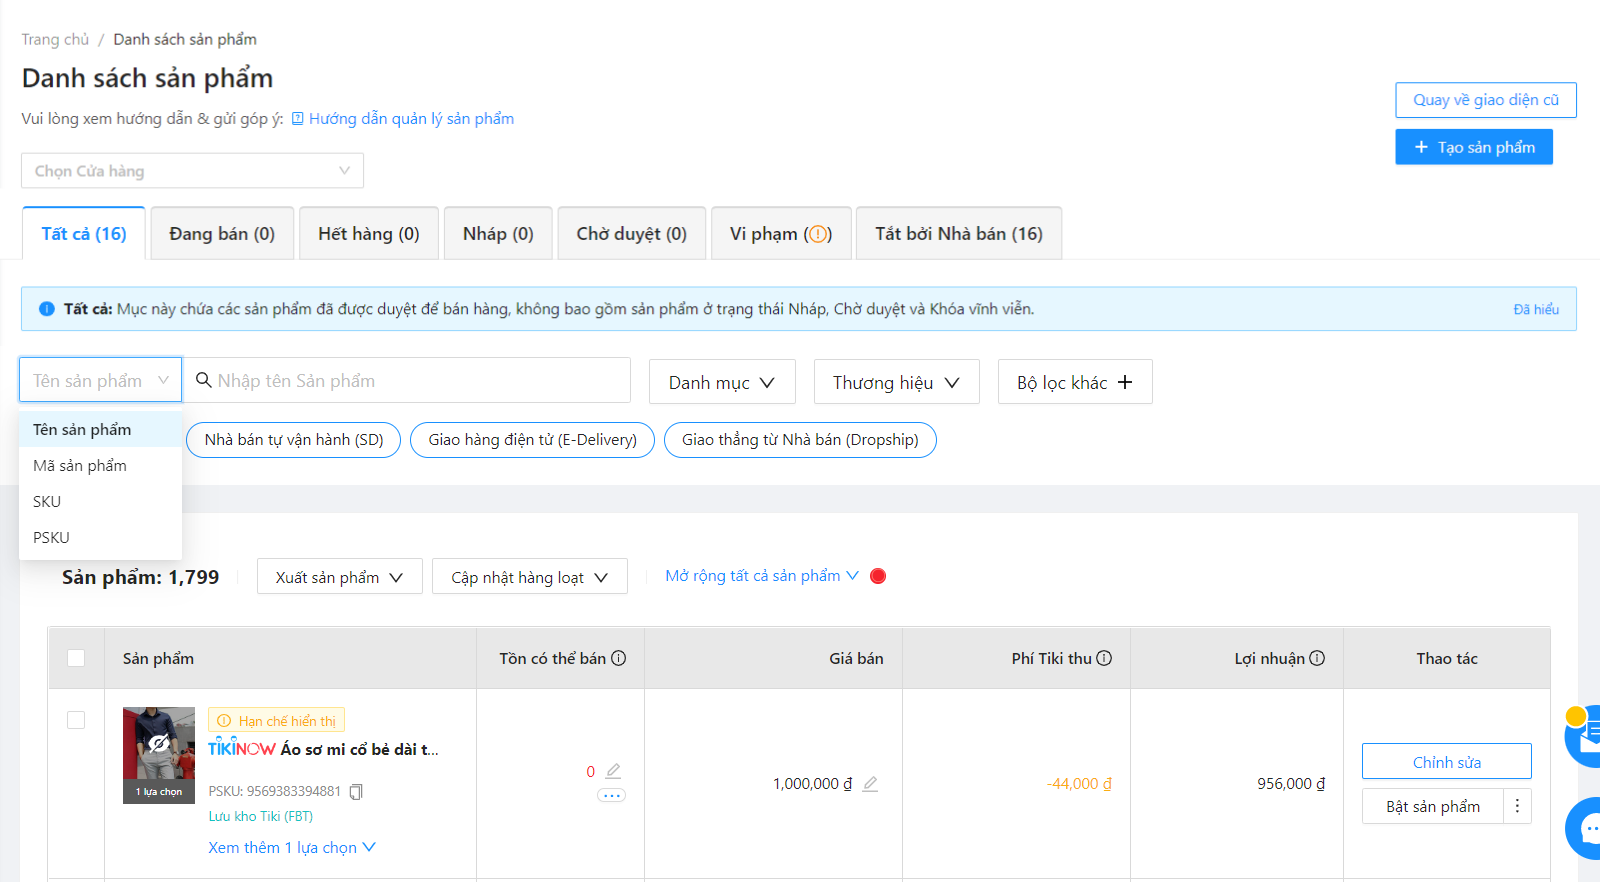 Trang chủ / Danh sách sản phẩm
Danh sách sản phẩm
Vui lòng xem hướng dẫn & gửi góp ý: Hướng dẫn quản lý sản phẩm
Quay về giao diện cũ
+ Tạo sản phẩm
Chọn Cửa hàng
Tất cả (16)
Đang bán (0)
Hết hàng (0)
Nháp (0)
Chờ duyệt (0)
Vi phạm (!)
Tắt bởi Nhà bán (16)
Tất cả: Mục này chứa các sản phẩm đã được duyệt để bán hàng, không bao gồm sản phẩm ở trạng thái Nháp, Chờ duyệt và Khóa vĩnh viễn.
Đã hiểu
Tên sản phẩm
Nhập tên Sản phẩm
Danh mục
Thương hiệu
Bộ lọc khác +
Tên sản phẩm
Mã sản phẩm
SKU
PSKU
Nhà bán tự vận hành (SD)
Giao hàng điện tử (E-Delivery)
Giao thẳng từ Nhà bán (Dropship)
Sản phẩm: 1,799
Xuất sản phẩm
Cập nhật hàng loạt
Mở rộng tất cả sản phẩm
Sản phẩm
Tồn có thể bán
Giá bán
Phí Tiki thu
Lợi nhuận
Thao tác
1 lựa chọn
Hạn chế hiển thị
TIKINOW Áo sơ mi cổ bẻ dài t...
PSKU: 9569383394881
Lưu kho Tiki (FBT)
Xem thêm 1 lựa chọn
0
...
1,000,000 ₫
-44,000 ₫
956,000 ₫
Chỉnh sửa
Bật sản phẩm